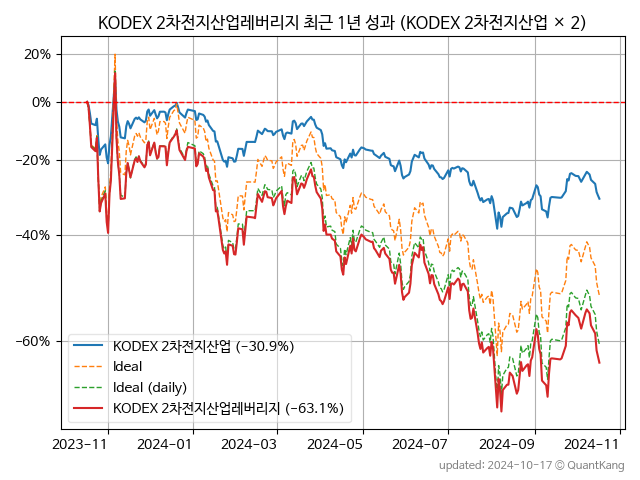 KODEX 2차전지산업레버리지 최근 1년 성과 (KODEX 2차전지산업 × 2)
20%
0%
−20%
−40%
−60%
KODEX 2차전지산업 (−30.9%)
Ideal
Ideal (daily)
KODEX 2차전지산업레버리지 (−63.1%)
2023-11 2024-01 2024-03 2024-05 2024-07 2024-09 2024-11
updated: 2024-10-17 © QuantKang